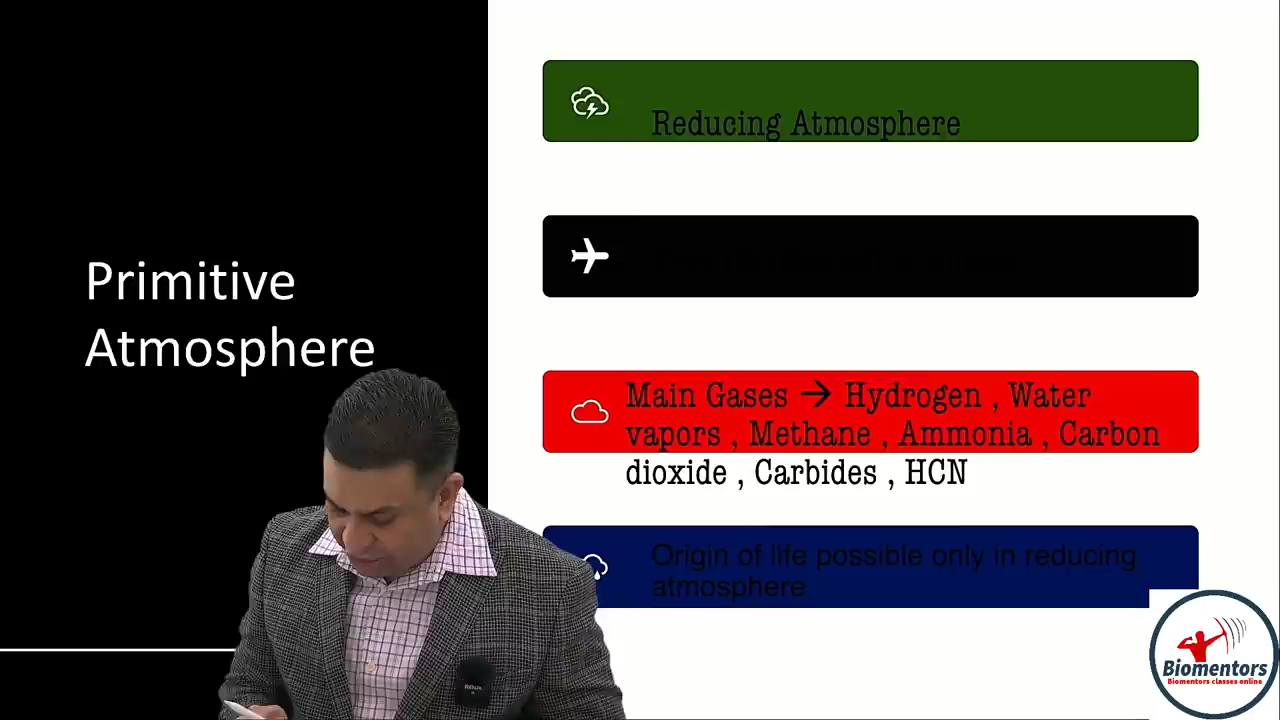 Primitive
Atmosphere
Reducing Atmosphere
Main Gases → Hydrogen , Water
vapors , Methane , Ammonia , Carbon
dioxide , Carbides , HCN
Origin of life possible only in reducing
atmosphere
Biomentors
Biomentors classes online